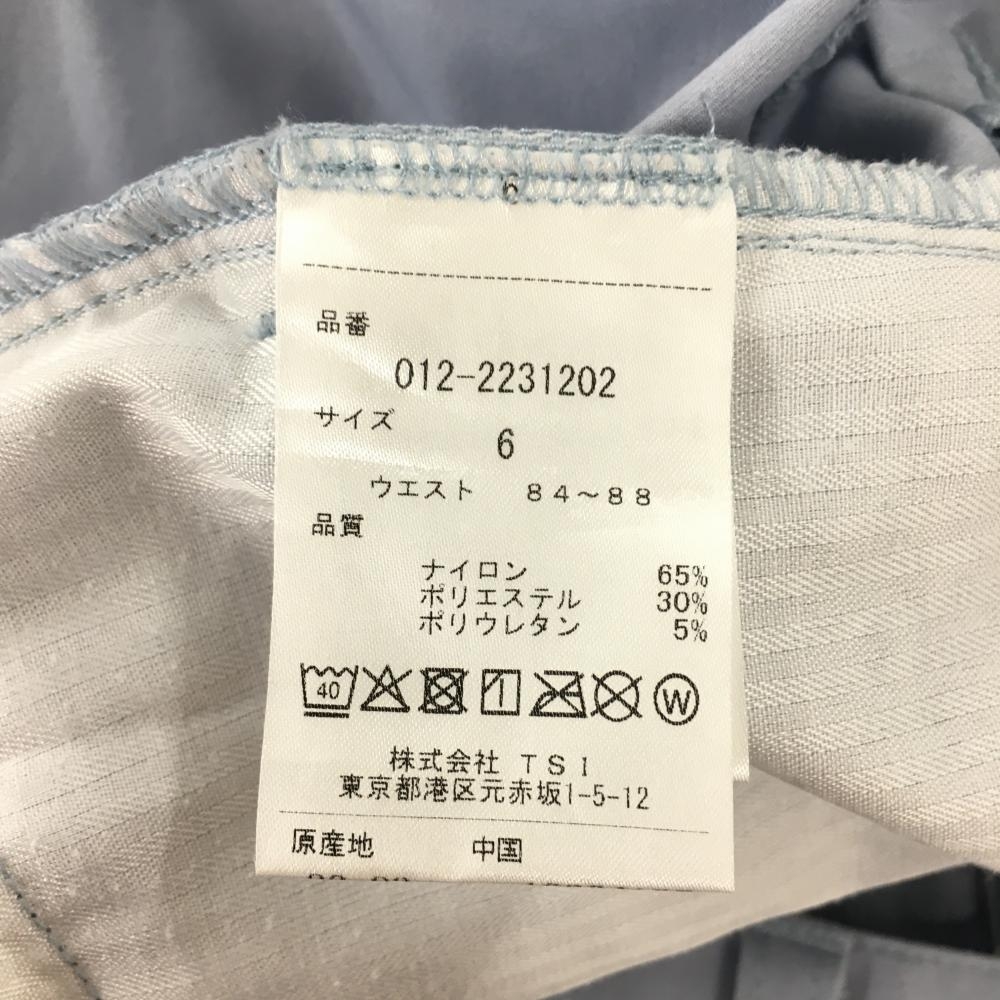 6
品番
012-2231202
サイズ
6
ウエスト 84~88
品質
ナイロン 65%
ポリエステル 30%
ポリウレタン 5%
40
W
株式会社 TSI
東京都港区元赤坂1-5-12
原産地 中国